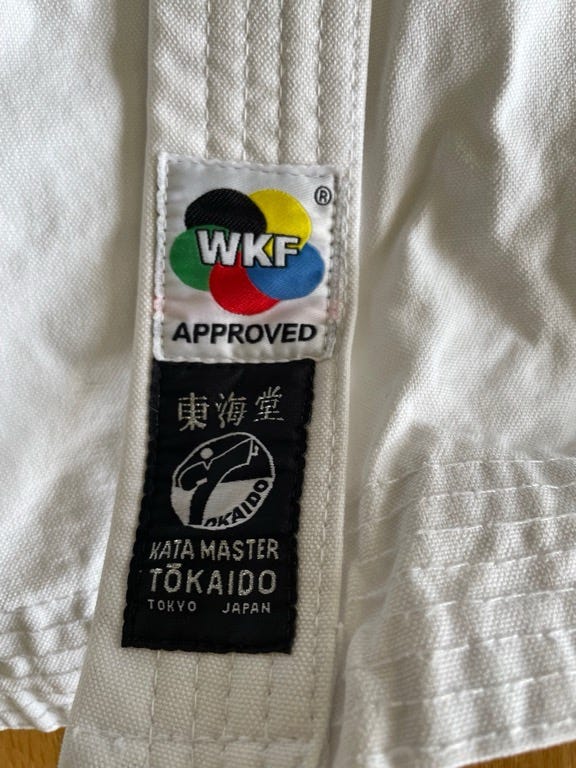 ®
WKF
APPROVED
東海堂
TOKAIDO
KATA MASTER
TŌKAIDO
TOKYO JAPAN